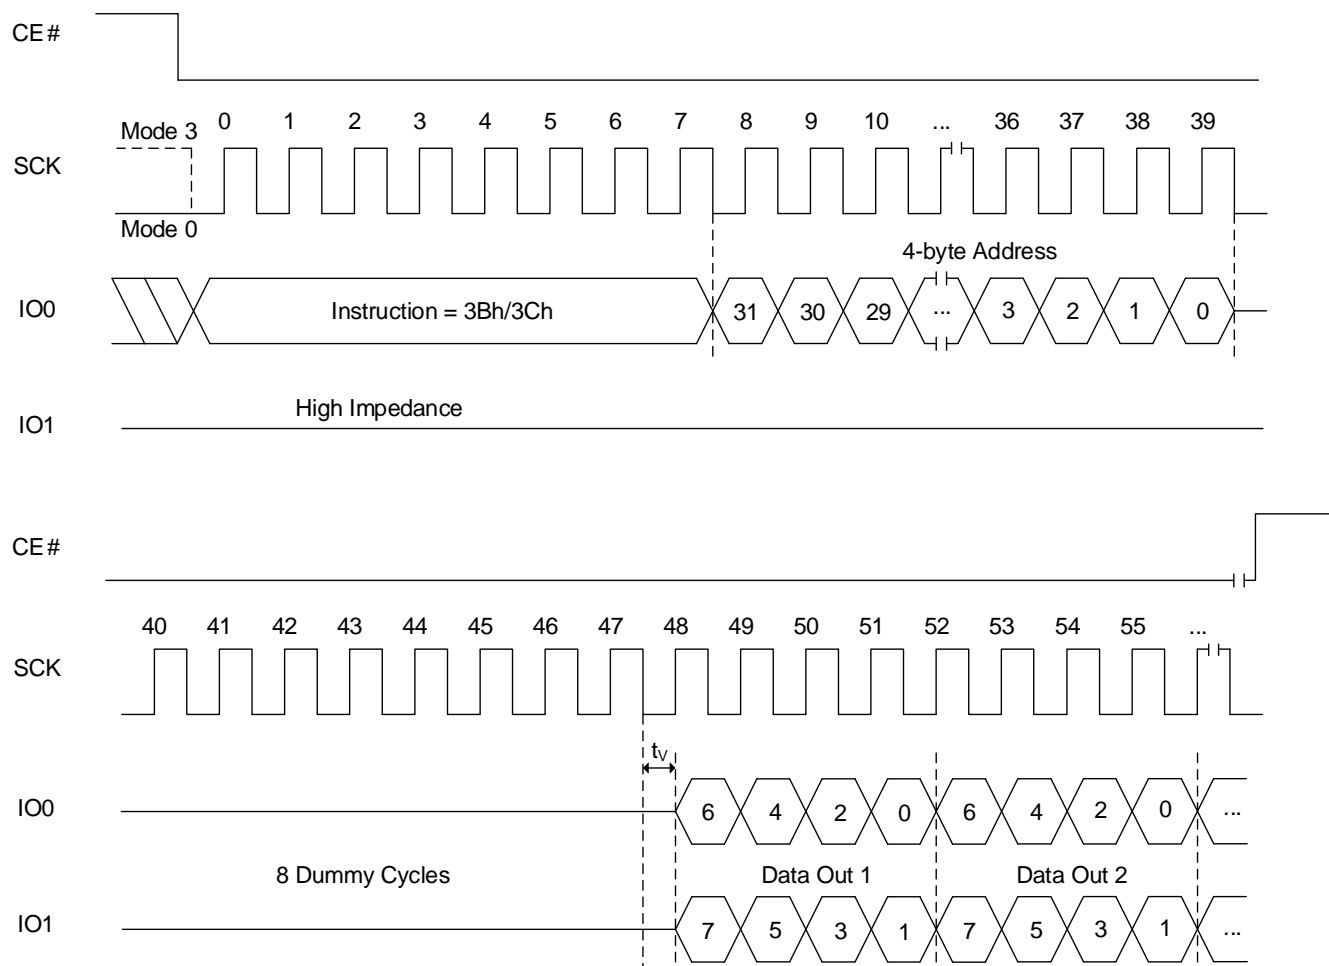 CE#
Mode 3 0 1 2 3 4 5 6 7 8 9 10 ... 36 37 38 39
SCK
Mode 0
4-byte Address
IO0 Instruction = 3Bh/3Ch 31 30 29 ... 3 2 1 0
High Impedance
IO1
CE#
40 41 42 43 44 45 46 47 48 49 50 51 52 53 54 55 ...
SCK
tV
IO0 6 4 2 0 6 4 2 0 ...
8 Dummy Cycles Data Out 1 Data Out 2
IO1 7 5 3 1 7 5 3 1 ...